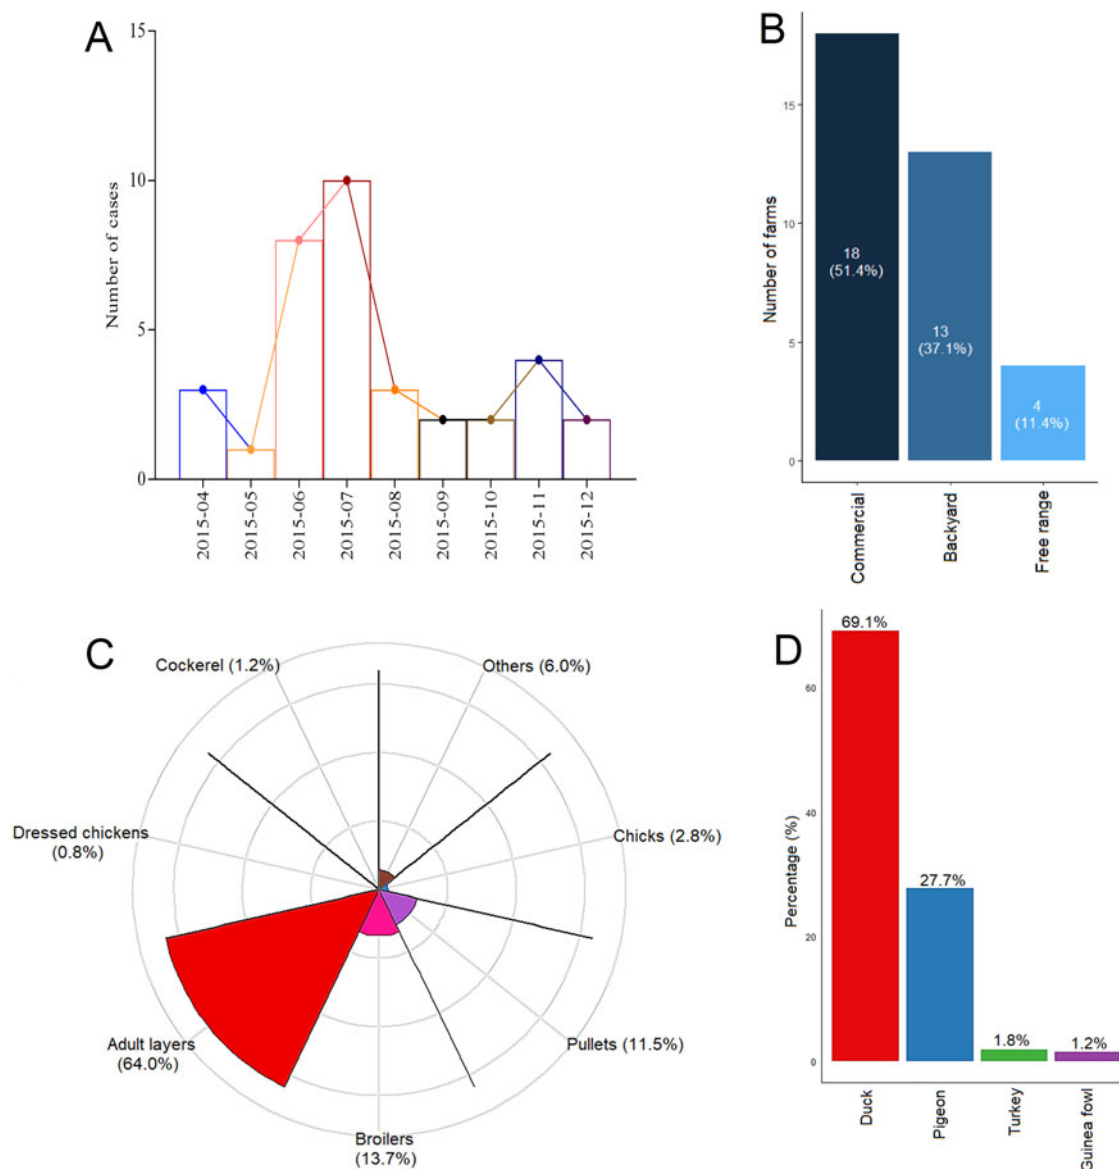 A
15
10
5
0
Number of cases
2015-04
2015-05
2015-06
2015-07
2015-08
2015-09
2015-10
2015-11
2015-12
B
15
10
5
0
Number of farms
18
(51.4%)
13
(37.1%)
4
(11.4%)
Commercial
Backyard
Free range
C
Cockerel (1.2%)
Others (6.0%)
Dressed chickens
(0.8%)
Chicks (2.8%)
Adult layers
(64.0%)
Pullets (11.5%)
Broilers
(13.7%)
D
60
40
20
0
Percentage (%)
69.1%
27.7%
1.8%
1.2%
Duck
Pigeon
Turkey
Guinea fowl